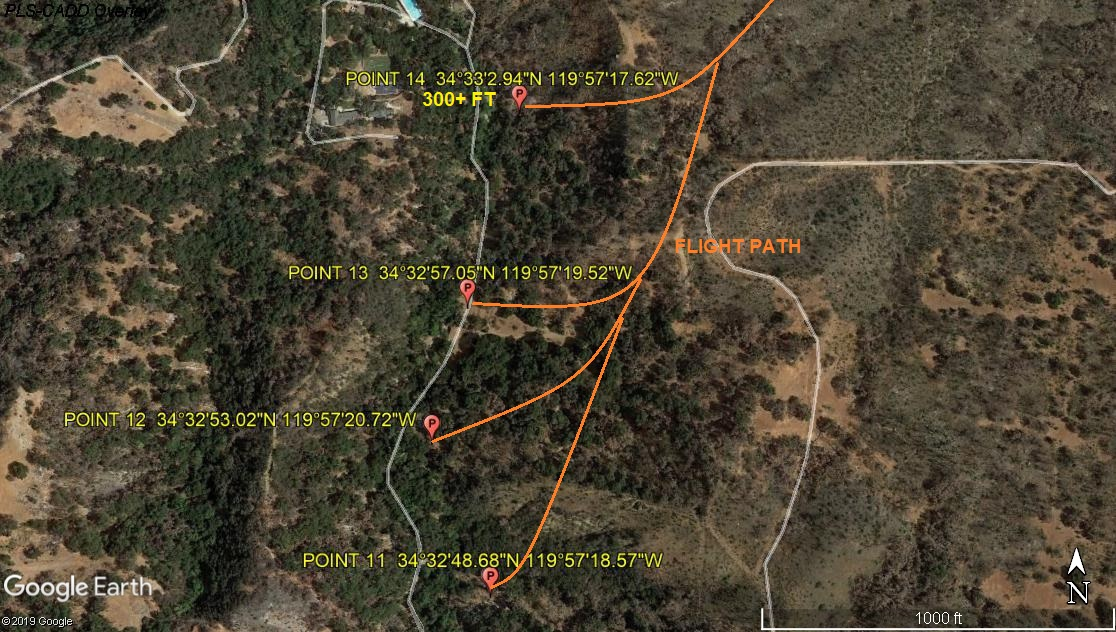 PLS-CADD Overlay
POINT 14 34°33'2.94"N 119°57'17.62"W
300+ FT
FLIGHT PATH
POINT 13 34°32'57.05"N 119°57'19.52"W
POINT 12 34°32'53.02"N 119°57'20.72"W
POINT 11 34°32'48.68"N 119°57'18.57"W
Google Earth
©2019 Google
N
1000 ft
P
P
P
P